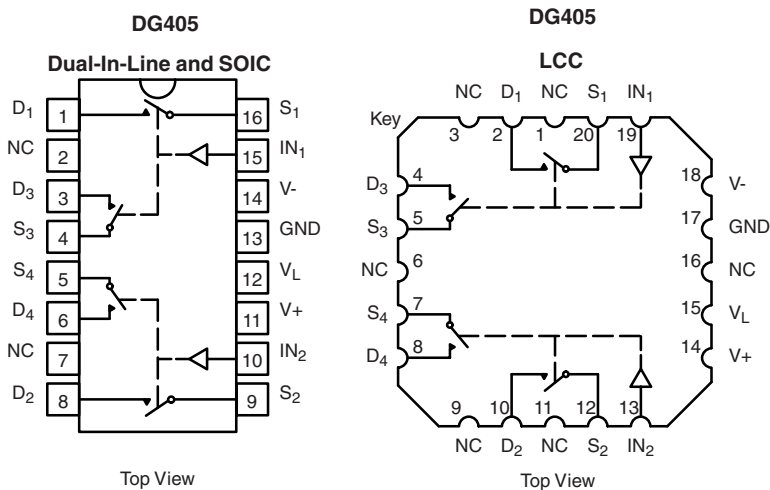 DG405
Dual-In-Line and SOIC
D1 1 16 S1
NC 2 15 IN1
D3 3 14 V-
S3 4 13 GND
S4 5 12 VL
D4 6 11 V+
NC 7 10 IN2
D2 8 9 S2
Top View
DG405
LCC
NC D1 NC S1 IN1
Key
3 2 1 20 19
D3 4 18 V-
S3 5 17 GND
NC 6 16 NC
S4 7 15 VL
D4 8 14 V+
9 10 11 12 13
NC D2 NC S2 IN2
Top View